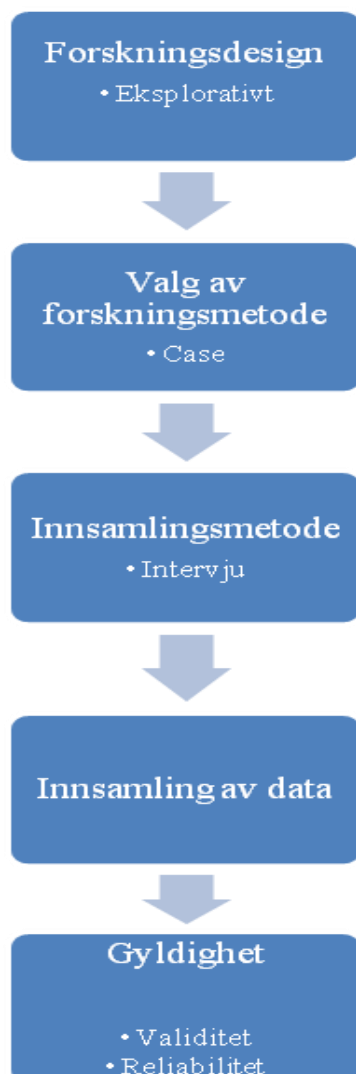 Forskningsdesign
• Eksplorativt
Valg av
forskningsmetode
• Case
Innsamlingsmetode
• Intervju
Innsamling av data
Gyldighet
• Validitet
• Reliabilitet